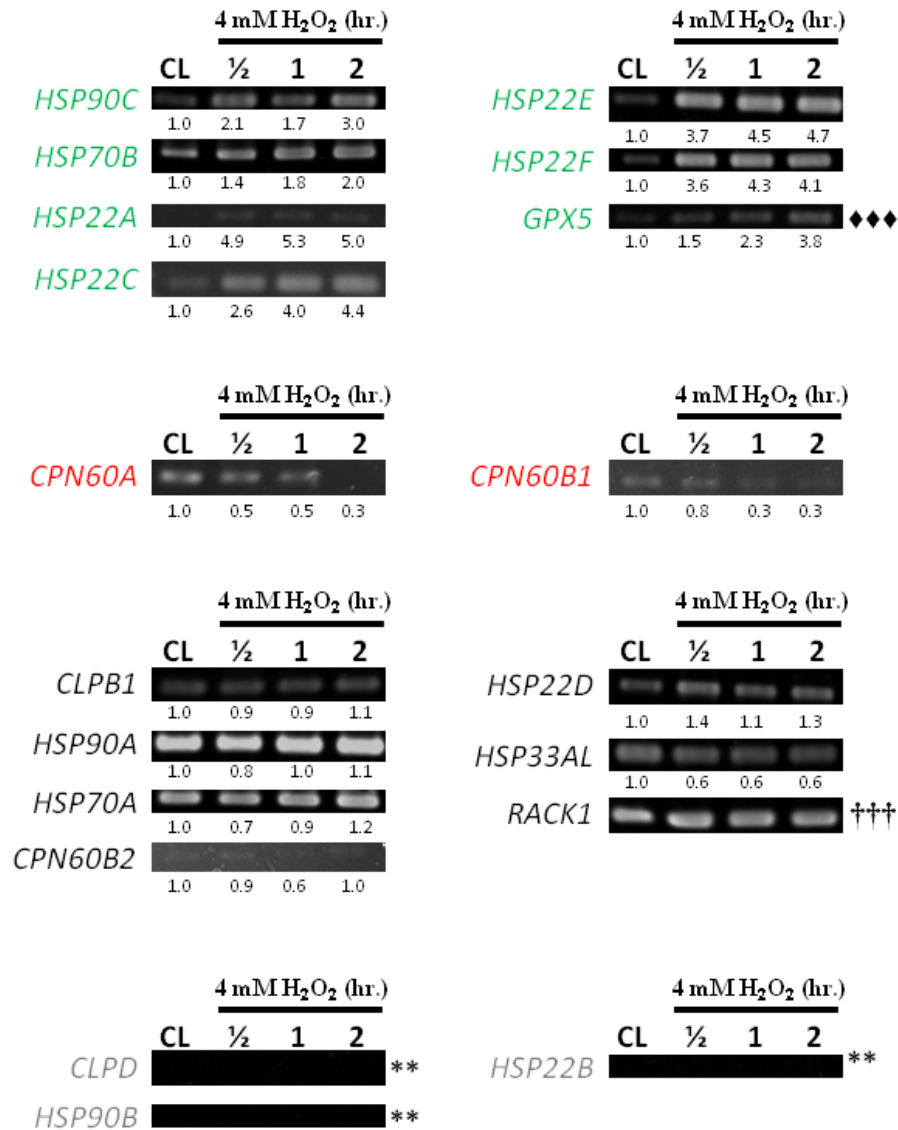 4 mM H₂O₂ (hr.)
CL ½ 1 2
HSP90C
1.0 2.1 1.7 3.0
HSP70B
1.0 1.4 1.8 2.0
HSP22A
1.0 4.9 5.3 5.0
HSP22C
1.0 2.6 4.0 4.4
4 mM H₂O₂ (hr.)
CL ½ 1 2
HSP22E
1.0 3.7 4.5 4.7
HSP22F
1.0 3.6 4.3 4.1
GPX5 ♦♦♦
1.0 1.5 2.3 3.8
4 mM H₂O₂ (hr.)
CL ½ 1 2
CPN60A
1.0 0.5 0.5 0.3
4 mM H₂O₂ (hr.)
CL ½ 1 2
CPN60B1
1.0 0.8 0.3 0.3
4 mM H₂O₂ (hr.)
CL ½ 1 2
CLPB1
1.0 0.9 0.9 1.1
HSP90A
1.0 0.8 1.0 1.1
HSP70A
1.0 0.7 0.9 1.2
CPN60B2
1.0 0.9 0.6 1.0
4 mM H₂O₂ (hr.)
CL ½ 1 2
HSP22D
1.0 1.4 1.1 1.3
HSP33AL
1.0 0.6 0.6 0.6
RACK1 †††
4 mM H₂O₂ (hr.)
CL ½ 1 2
CLPD **
HSP90B **
4 mM H₂O₂ (hr.)
CL ½ 1 2
HSP22B **